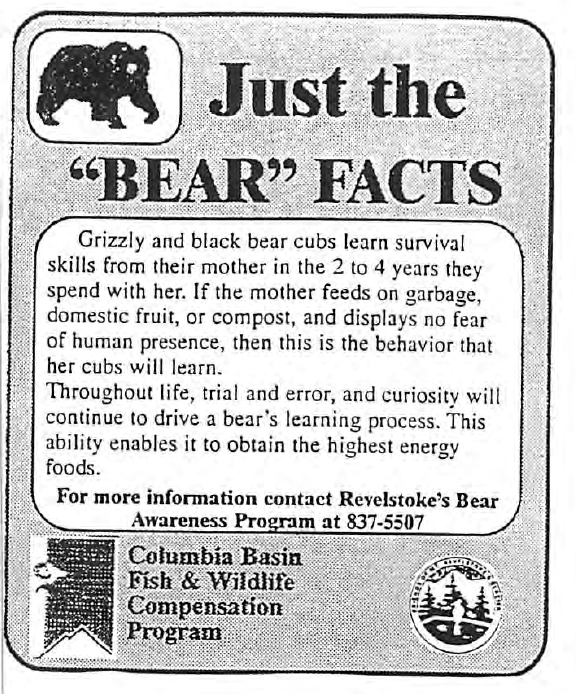 Just the
“BEAR” FACTS
Grizzly and black bear cubs learn survival
skills from their mother in the 2 to 4 years they
spend with her. If the mother feeds on garbage,
domestic fruit, or compost, and displays no fear
of human presence, then this is the behavior that
her cubs will learn.
Throughout life, trial and error, and curiosity will
continue to drive a bear's learning process. This
ability enables it to obtain the highest energy
foods.
For more information contact Revelstoke's Bear
Awareness Program at 837-5507
Columbia Basin
Fish & Wildlife
Compensation
Program